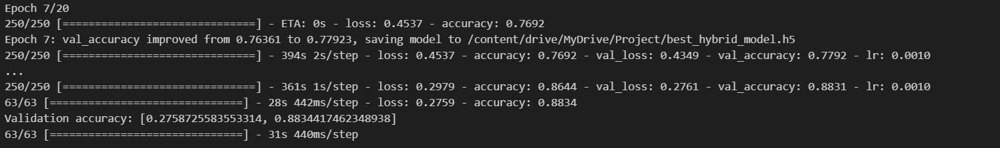 Epoch 7/20
250/250 [==============================] - ETA: 0s - loss: 0.4537 - accuracy: 0.7692
Epoch 7: val_accuracy improved from 0.76361 to 0.77923, saving model to /content/drive/MyDrive/Project/best_hybrid_model.h5
250/250 [==============================] - 394s 2s/step - loss: 0.4537 - accuracy: 0.7692 - val_loss: 0.4349 - val_accuracy: 0.7792 - lr: 0.0010
...
250/250 [==============================] - 361s 1s/step - loss: 0.2979 - accuracy: 0.8644 - val_loss: 0.2761 - val_accuracy: 0.8831 - lr: 0.0010
63/63 [==============================] - 28s 442ms/step - loss: 0.2759 - accuracy: 0.8834
Validation accuracy: [0.2758725583553314, 0.8834417462348938]
63/63 [==============================] - 31s 440ms/step